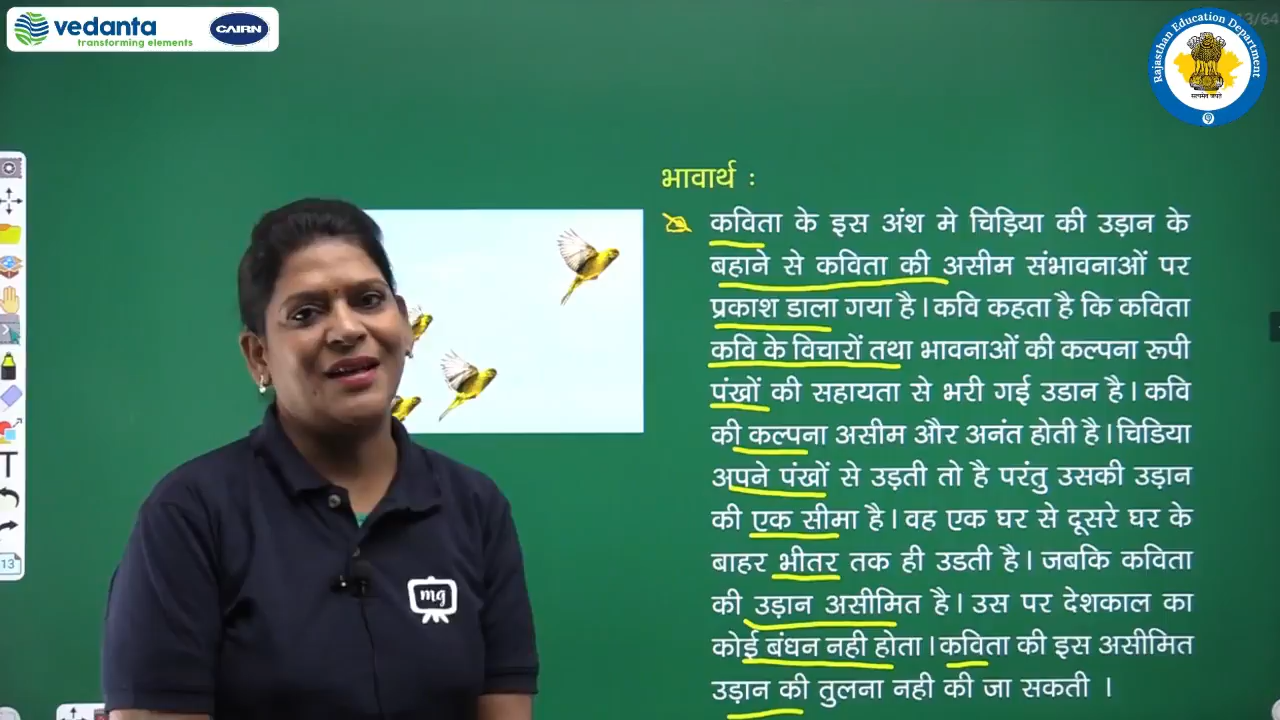 vedanta
transforming elements
CAIRN
Rajasthan Education Department
सत्यमेव जयते
भावार्थ :
कविता के इस अंश मे चिड़िया की उड़ान के
बहाने से कविता की असीम संभावनाओं पर
प्रकाश डाला गया है। कवि कहता है कि कविता
कवि के विचारों तथा भावनाओं की कल्पना रूपी
पंखों की सहायता से भरी गई उडान है। कवि
की कल्पना असीम और अनंत होती है। चिडिया
अपने पंखों से उड़ती तो है परंतु उसकी उड़ान
की एक सीमा है। वह एक घर से दूसरे घर के
बाहर भीतर तक ही उडती है। जबकि कविता
की उड़ान असीमित है। उस पर देशकाल का
कोई बंधन नही होता। कविता की इस असीमित
उड़ान की तुलना नही की जा सकती ।
mg
T
13